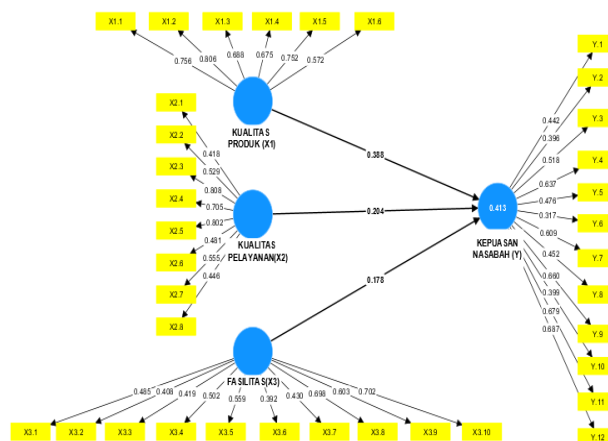 X1.1 X1.2 X1.3 X1.4 X1.5 X1.6
0.756 0.806 0.688 0.675 0.752 0.572
KUALITAS
PRODUK (X1)
X2.1
X2.2
X2.3
X2.4
X2.5
X2.6
X2.7
X2.8
0.418
0.529
0.808
0.705
0.802
0.481
0.555
0.446
KUALITAS
PELAYANAN(X2)
0.388
0.204
0.178
0.413
KEPUASAN
NASABAH (Y)
0.442
0.396
0.518
0.637
0.476
0.317
0.609
0.452
0.660
0.399
0.679
0.687
Y.1
Y.2
Y.3
Y.4
Y.5
Y.6
Y.7
Y.8
Y.9
Y.10
Y.11
Y.12
FASILITAS(X3)
0.485 0.408 0.419 0.502 0.559 0.392 0.430 0.698 0.603 0.702
X3.1 X3.2 X3.3 X3.4 X3.5 X3.6 X3.7 X3.8 X3.9 X3.10